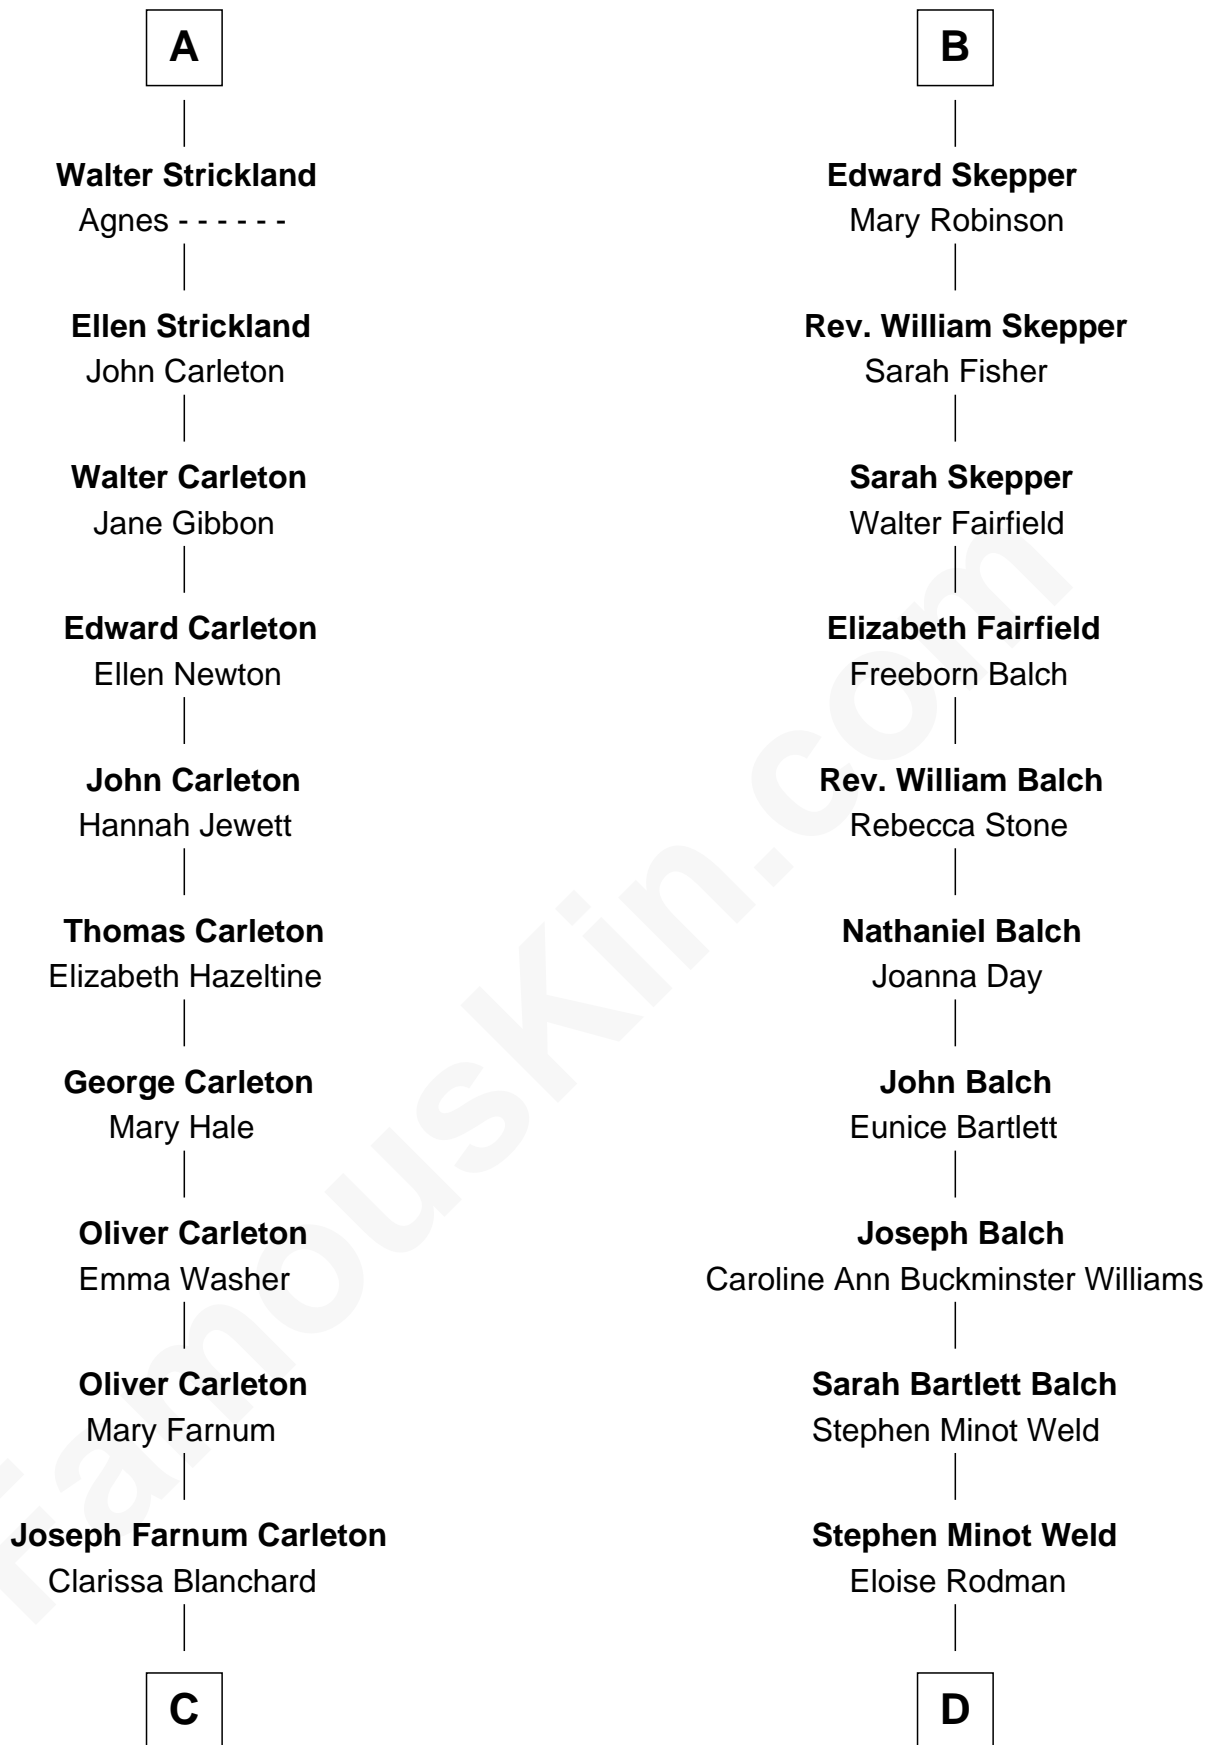 A
Walter Strickland
Agnes - - - - - -
Ellen Strickland
John Carleton
Walter Carleton
Jane Gibbon
Edward Carleton
Ellen Newton
John Carleton
Hannah Jewett
Thomas Carleton
Elizabeth Hazeltine
George Carleton
Mary Hale
Oliver Carleton
Emma Washer
Oliver Carleton
Mary Farnum
Joseph Farnum Carleton
Clarissa Blanchard
C
B
Edward Skepper
Mary Robinson
Rev. William Skepper
Sarah Fisher
Sarah Skepper
Walter Fairfield
Elizabeth Fairfield
Freeborn Balch
Rev. William Balch
Rebecca Stone
Nathaniel Balch
Joanna Day
John Balch
Eunice Bartlett
Joseph Balch
Caroline Ann Buckminster Williams
Sarah Bartlett Balch
Stephen Minot Weld
Stephen Minot Weld
Eloise Rodman
D
FamousKin.com